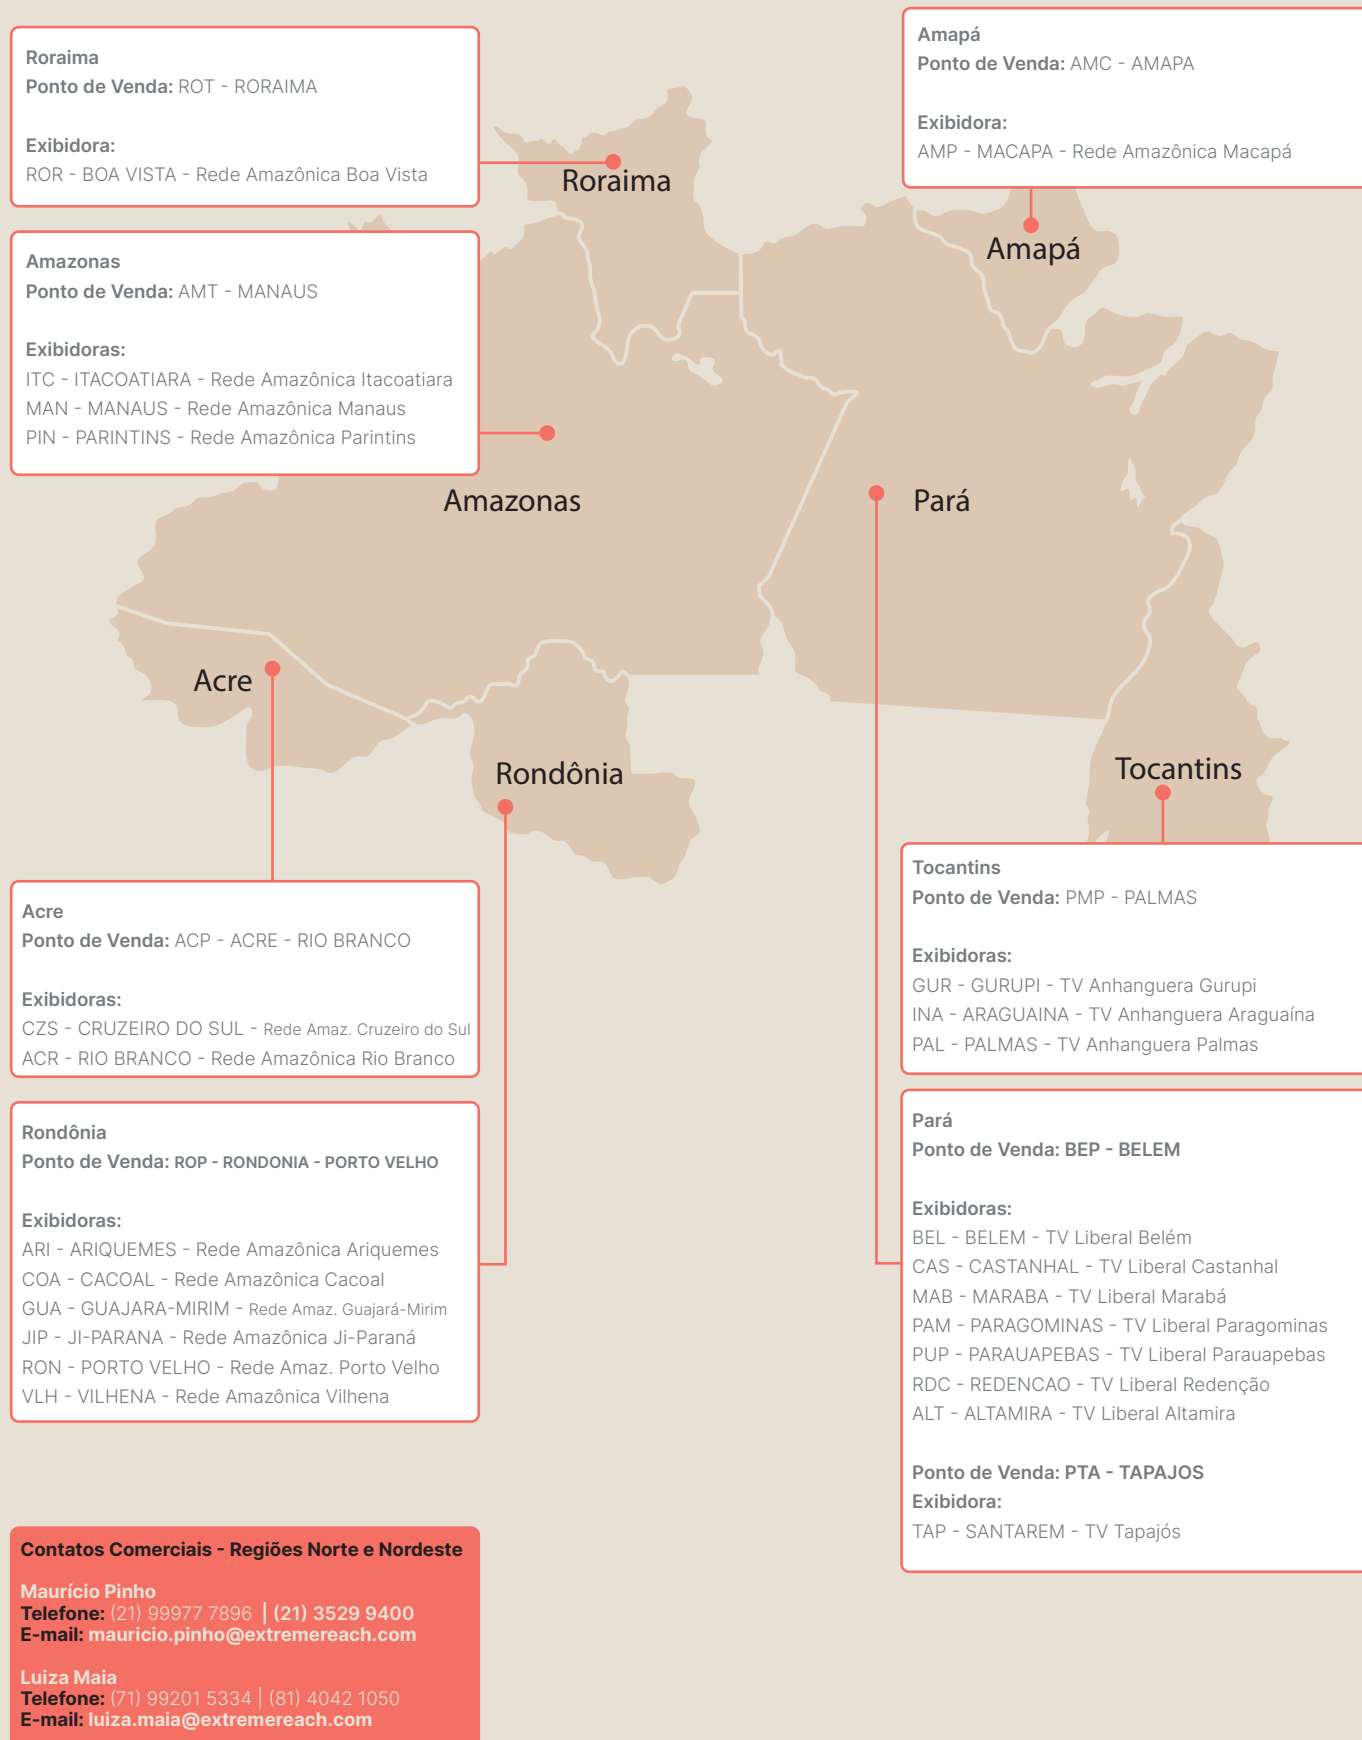 Roraima
Ponto de Venda: ROT - RORAIMA
Exibidora:
ROR - BOA VISTA - Rede Amazônica Boa Vista
Amapá
Ponto de Venda: AMC - AMAPA
Exibidora:
AMP - MACAPA - Rede Amazônica Macapá
Roraima
Amapá
Amazonas
Ponto de Venda: AMT - MANAUS
Exibidoras:
ITC - ITACOATIARA - Rede Amazônica Itacoatiara
MAN - MANAUS - Rede Amazônica Manaus
PIN - PARINTINS - Rede Amazônica Parintins
Amazonas
Pará
Acre
Rondônia
Tocantins
Acre
Ponto de Venda: ACP - ACRE - RIO BRANCO
Exibidoras:
CZS - CRUZEIRO DO SUL - Rede Amaz. Cruzeiro do Sul
ACR - RIO BRANCO - Rede Amazônica Rio Branco
Tocantins
Ponto de Venda: PMP - PALMAS
Exibidoras:
GUR - GURUPI - TV Anhanguera Gurupi
INA - ARAGUAINA - TV Anhanguera Araguaína
PAL - PALMAS - TV Anhanguera Palmas
Rondônia
Ponto de Venda: ROP - RONDONIA - PORTO VELHO
Exibidoras:
ARI - ARIQUEMES - Rede Amazônica Ariquemes
COA - CACOAL - Rede Amazônica Cacoal
GUA - GUAJARA-MIRIM - Rede Amaz. Guajará-Mirim
JIP - JI-PARANA - Rede Amazônica Ji-Paraná
RON - PORTO VELHO - Rede Amaz. Porto Velho
VLH - VILHENA - Rede Amazônica Vilhena
Pará
Ponto de Venda: BEP - BELEM
Exibidoras:
BEL - BELEM - TV Liberal Belém
CAS - CASTANHAL - TV Liberal Castanhal
MAB - MARABA - TV Liberal Marabá
PAM - PARAGOMINAS - TV Liberal Paragominas
PUP - PARAUAPEBAS - TV Liberal Parauapebas
RDC - REDENCAO - TV Liberal Redenção
ALT - ALTAMIRA - TV Liberal Altamira
Ponto de Venda: PTA - TAPAJOS
Exibidora:
TAP - SANTAREM - TV Tapajós
Contatos Comerciais - Regiões Norte e Nordeste
Maurício Pinho
Telefone: (21) 99977 7896 | (21) 3529 9400
E-mail: mauricio.pinho@extremereach.com
Luiza Maia
Telefone: (71) 99201 5334 | (81) 4042 1050
E-mail: luiza.maia@extremereach.com